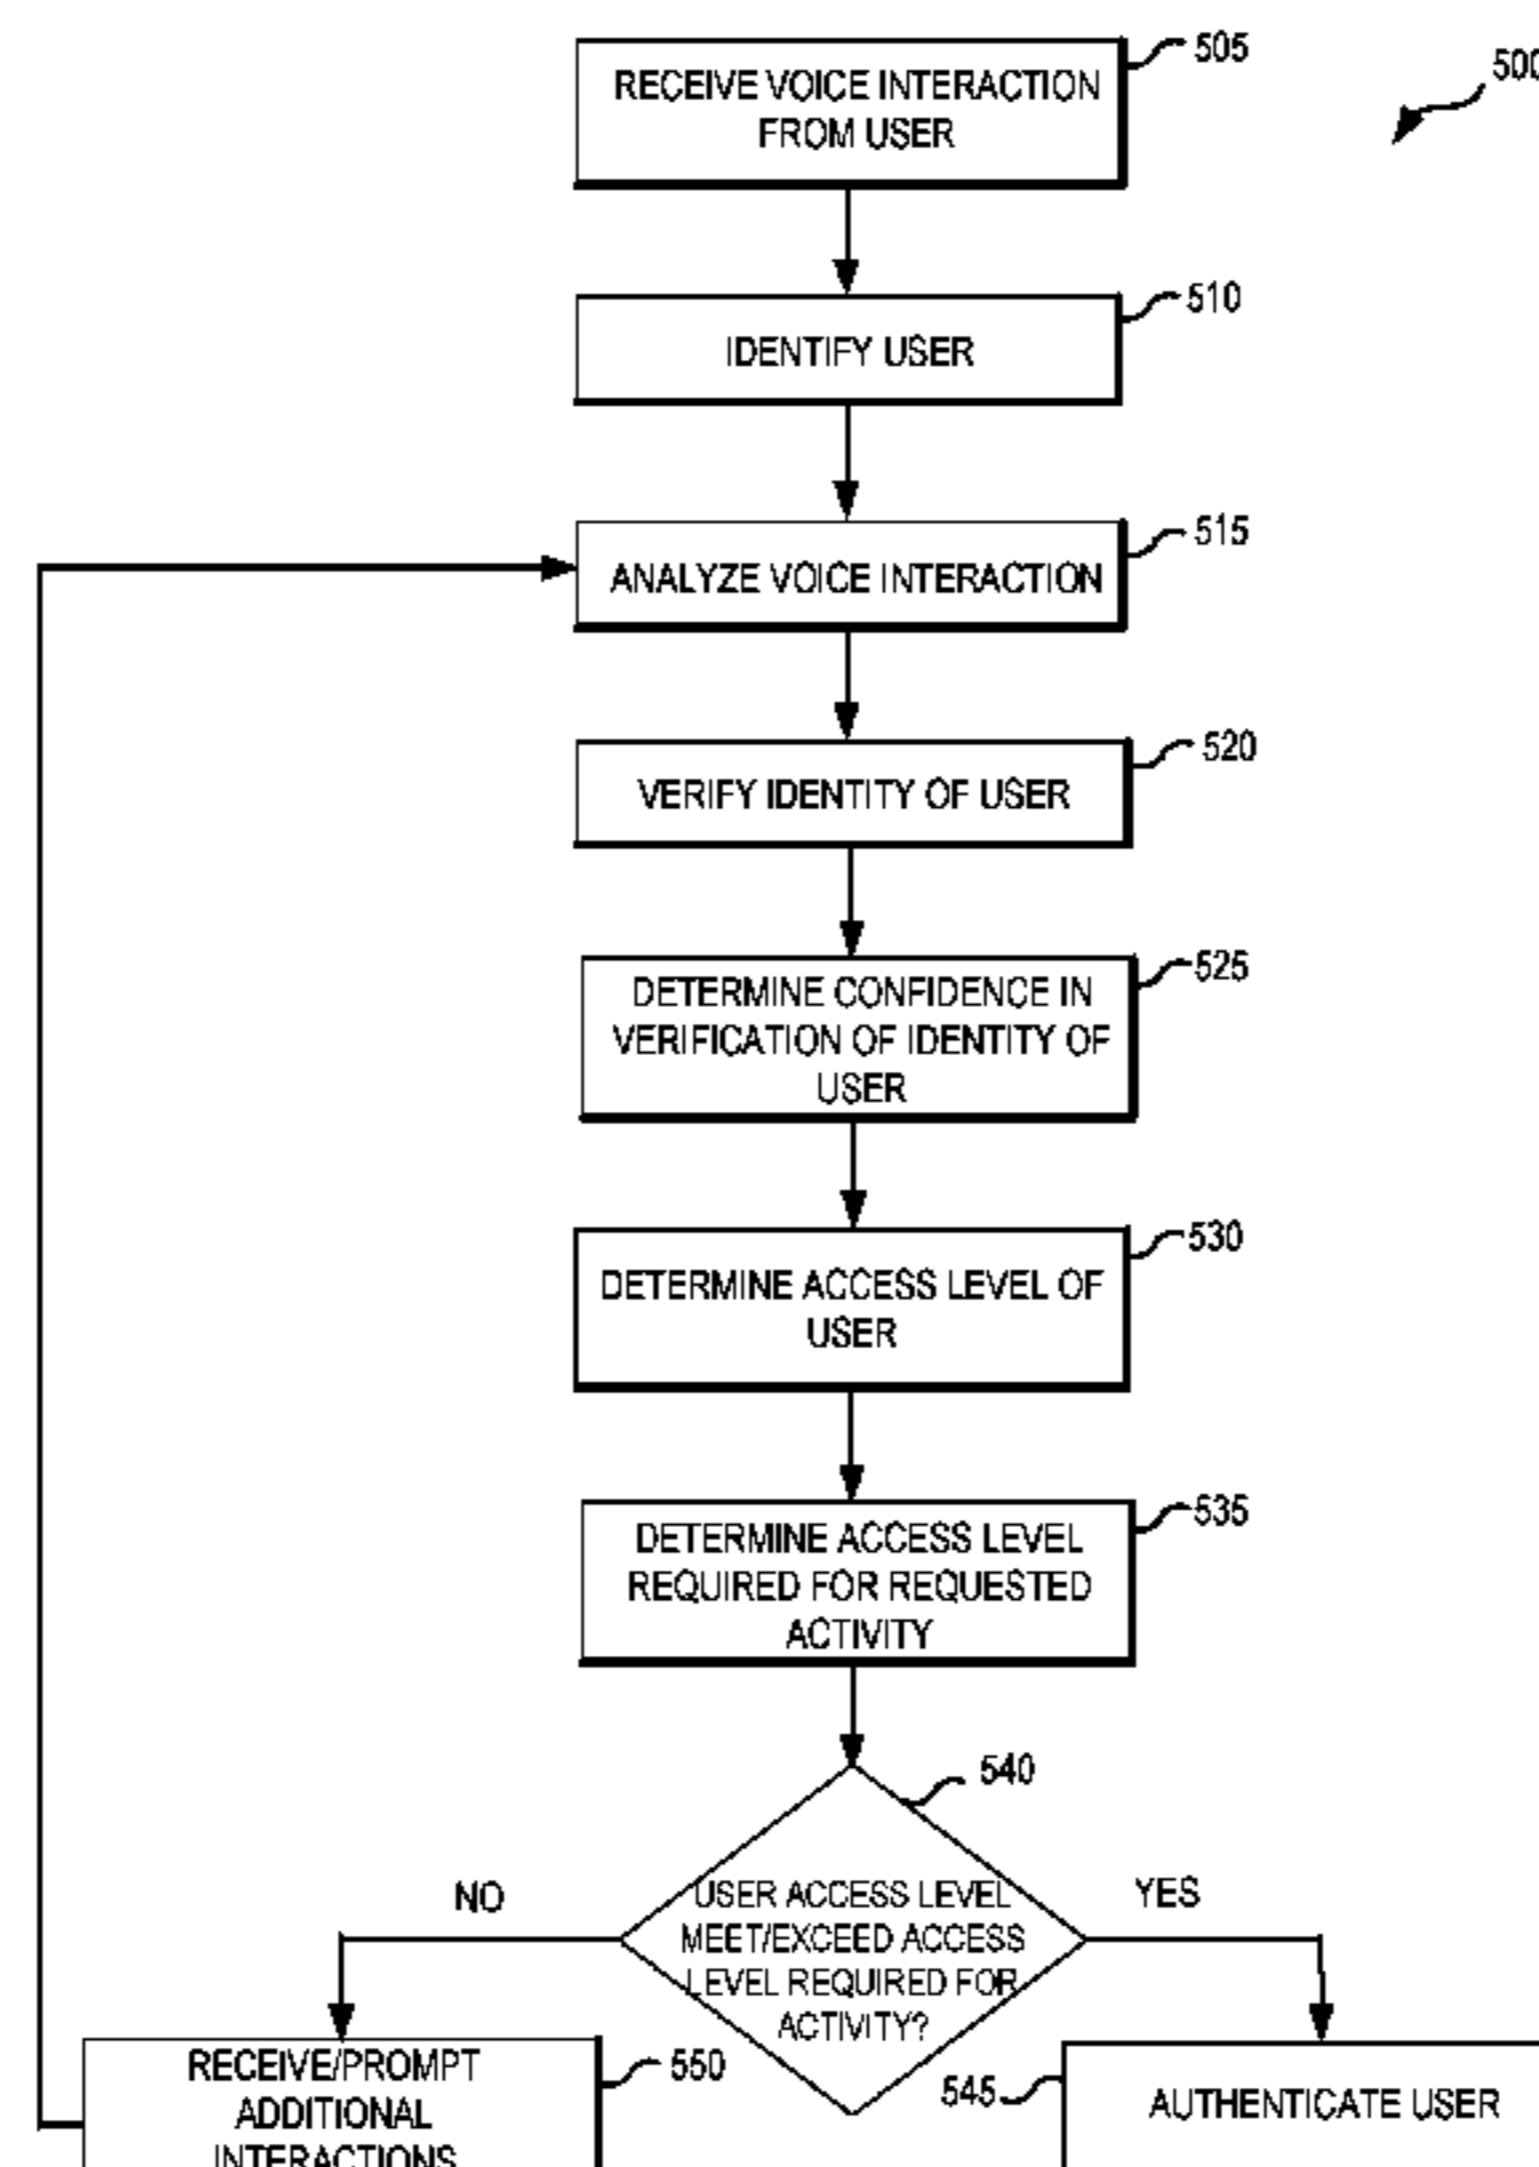 505
500
RECEIVE VOICE INTERACTION
FROM USER
510
IDENTIFY USER
515
ANALYZE VOICE INTERACTION
520
VERIFY IDENTITY OF USER
525
DETERMINE CONFIDENCE IN
VERIFICATION OF IDENTITY OF
USER
530
DETERMINE ACCESS LEVEL OF
USER
535
DETERMINE ACCESS LEVEL
REQUIRED FOR REQUESTED
ACTIVITY
540
NO
YES
USER ACCESS LEVEL
MEET/EXCEED ACCESS
LEVEL REQUIRED FOR
ACTIVITY?
RECEIVE/PROMPT
ADDITIONAL
INTERACTIONS
550
545
AUTHENTICATE USER